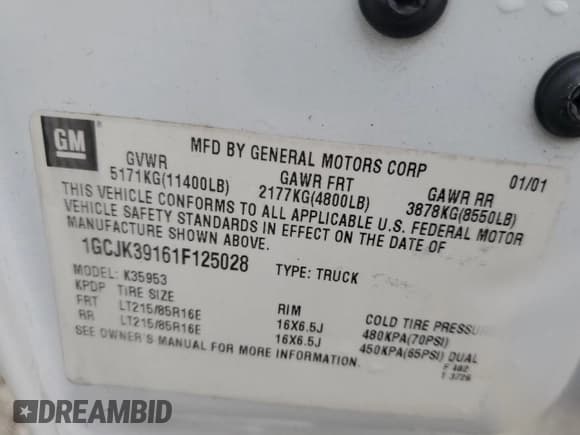 GM
MFD BY GENERAL MOTORS CORP 01/01
GVWR GAWR FRT GAWR RR
5171KG(11400LB) 2177KG(4800LB) 3878KG(8550LB)
THIS VEHICLE CONFORMS TO ALL APPLICABLE U.S. FEDERAL MOTOR
VEHICLE SAFETY STANDARDS IN EFFECT ON THE DATE OF
MANUFACTURE SHOWN ABOVE.
1GCJK39161F125028 TYPE: TRUCK
MODEL: K35953
KPDP TIRE SIZE RIM COLD TIRE PRESSURE
FRT LT215/85R16E 16X6.5J 480KPA(70PSI)
RR LT215/85R16E 16X6.5J 450KPA(65PSI) DUAL
SEE OWNER'S MANUAL FOR MORE INFORMATION.
F 482
T 3726
DREAMBID